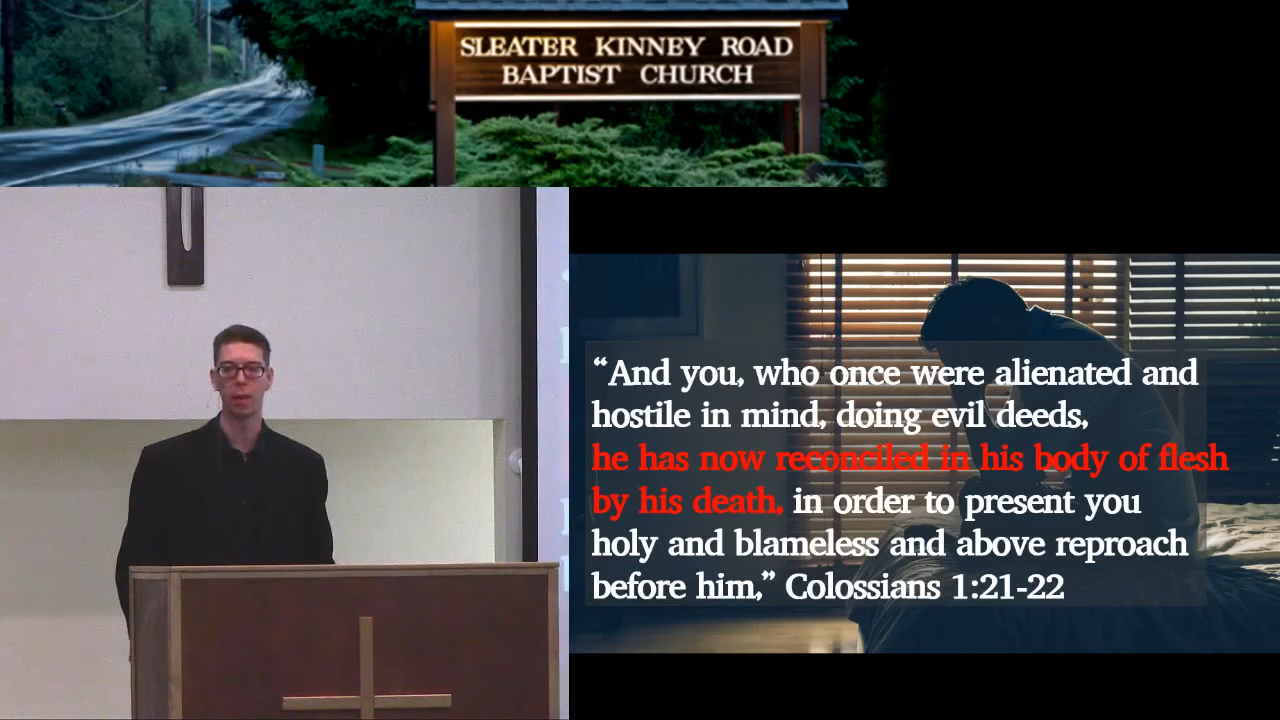 SLEATER KINNEY ROAD
BAPTIST CHURCH
“And you, who once were alienated and
hostile in mind, doing evil deeds,
he has now reconciled in his body of flesh
by his death, in order to present you
holy and blameless and above reproach
before him,” Colossians 1:21-22